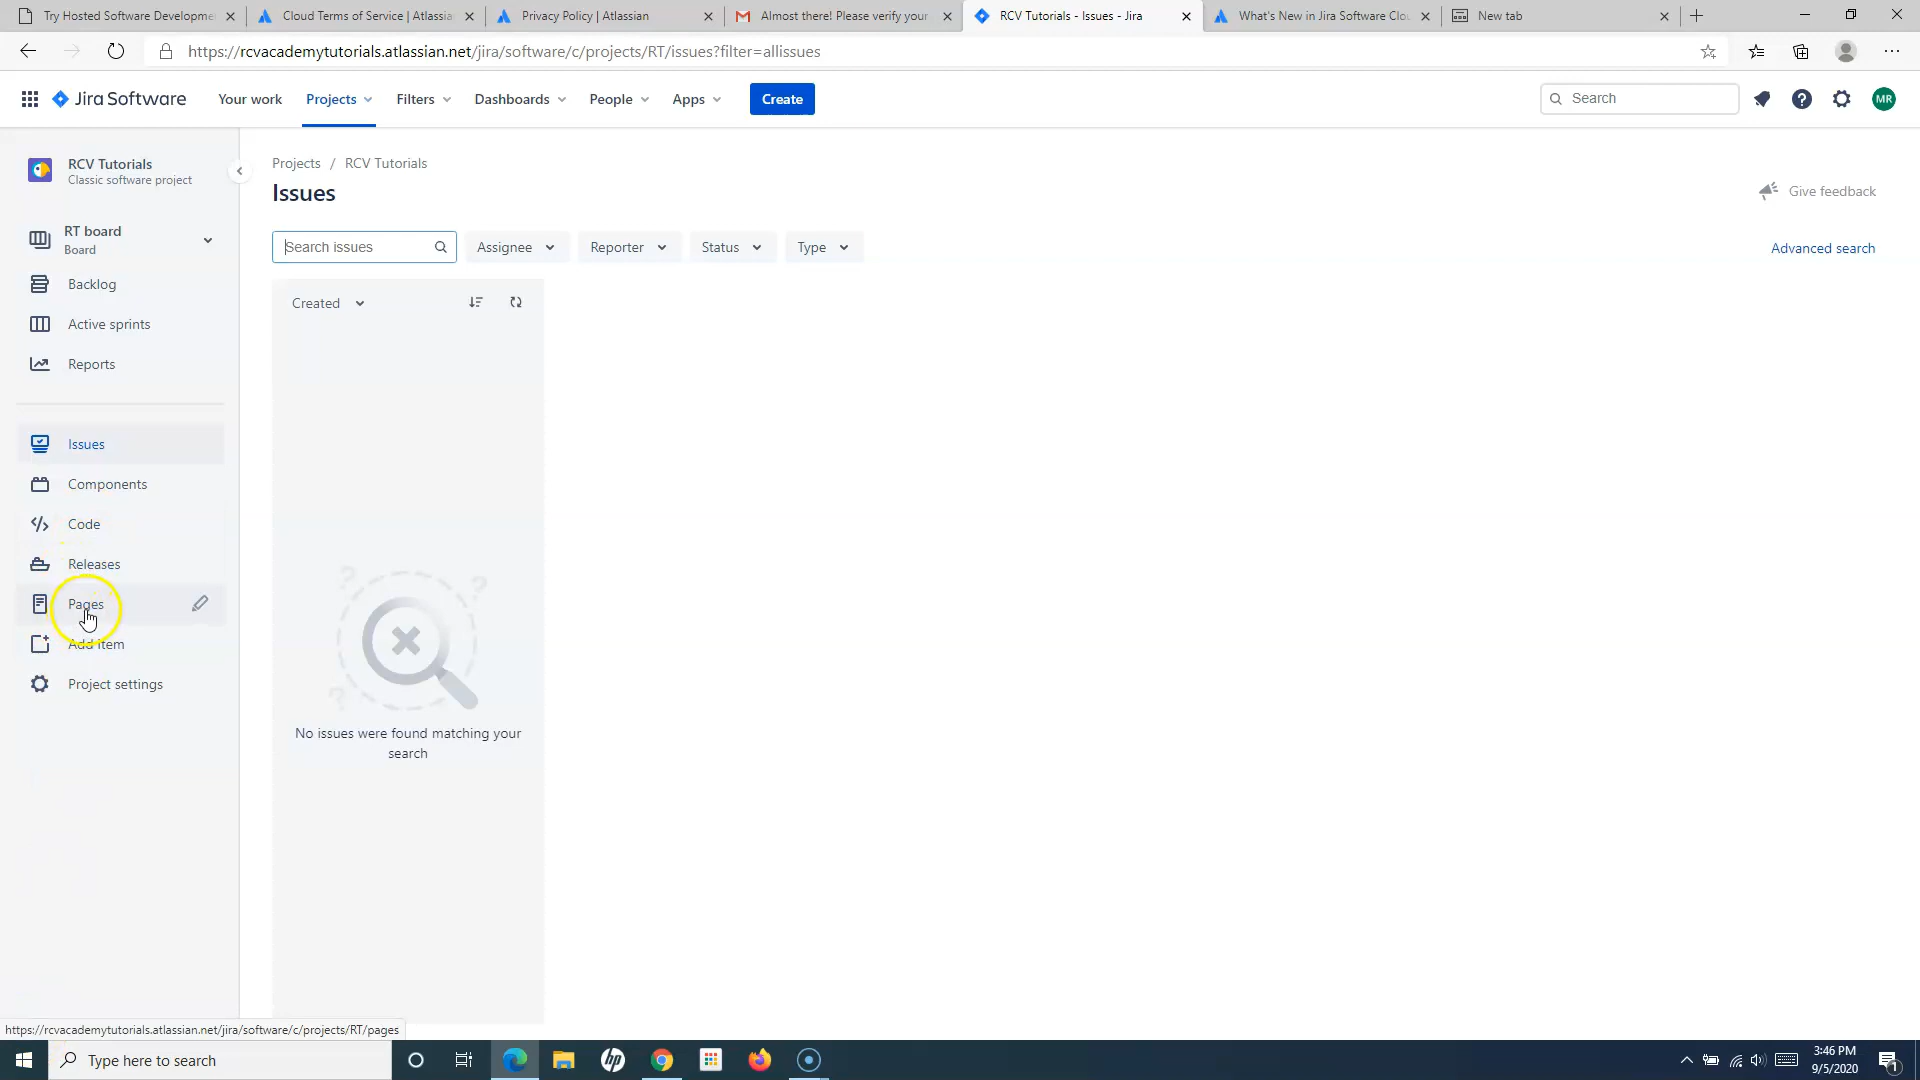 Try Hosted Software Developme
Cloud Terms of Service | Atlassia
Privacy Policy | Atlassian
Almost there! Please verify your
RCV Tutorials - Issues - Jira
What's New in Jira Software Clo
New tab
https://rcvacademytutorials.atlassian.net/jira/software/c/projects/RT/issues?filter=allissues
Jira Software
Your work
Projects
Filters
Dashboards
People
Apps
Create
Search
MR
RCV Tutorials
Classic software project
RT board
Board
Backlog
Active sprints
Reports
Issues
Components
Code
Releases
Pages
Add item
Project settings
Projects / RCV Tutorials
Issues
Give feedback
Search issues
Assignee
Reporter
Status
Type
Advanced search
Created
No issues were found matching your
search
https://rcvacademytutorials.atlassian.net/jira/software/c/projects/RT/pages
Type here to search
hp
3:46 PM
9/5/2020
1